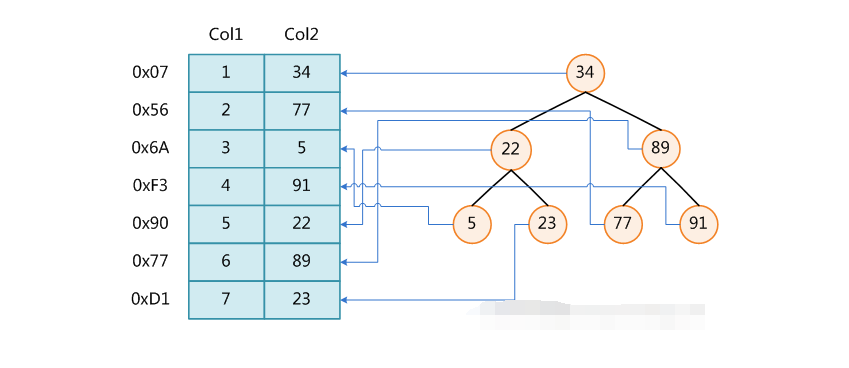 Col1 Col2
0x07 1 34 34
0x56 2 77
0x6A 3 5 22 89
0xF3 4 91
0x90 5 22 5 23 77 91
0x77 6 89
0xD1 7 23